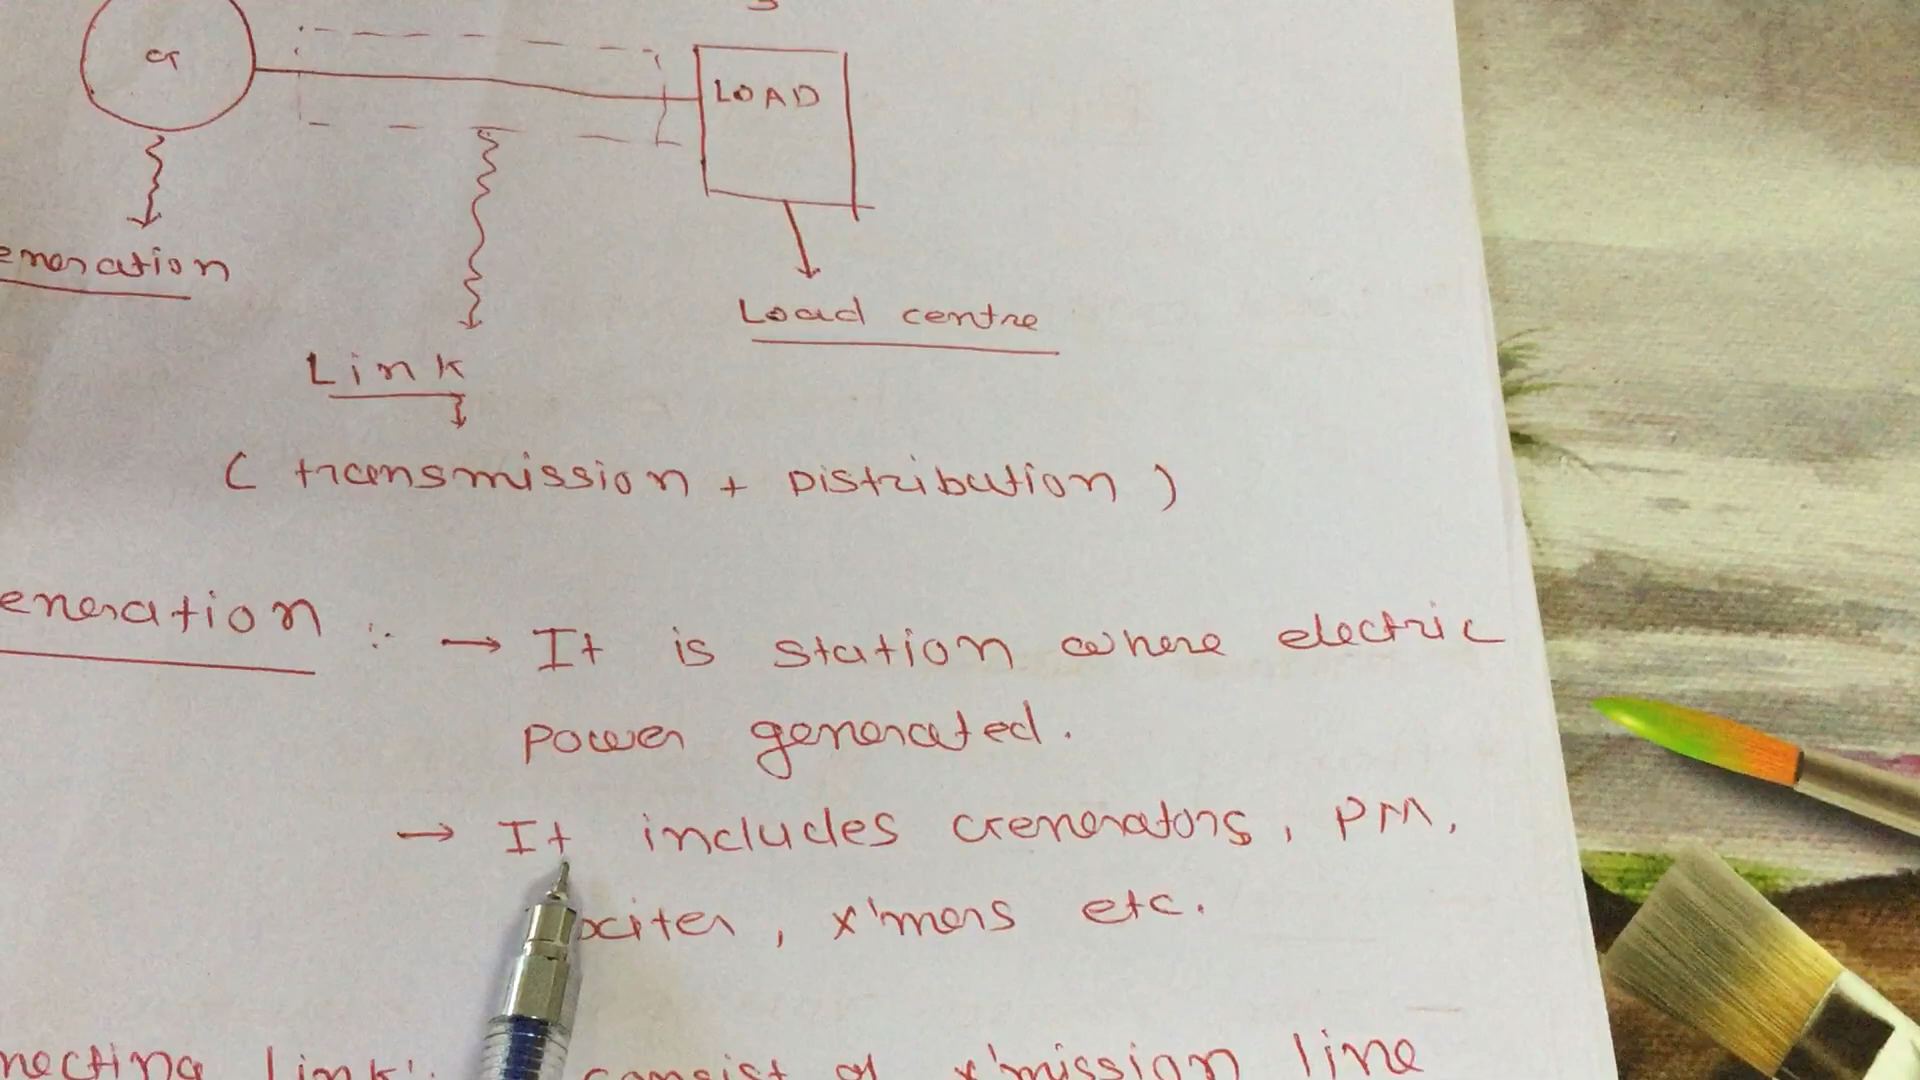 G
LOAD
eneration
Load centre
Link
( transmission + Distribution )
eneration :- → It is station where electric
power generated.
→ It includes Generators, PM,
xciter, x'mers etc.
necting link:. consist of x'mission line